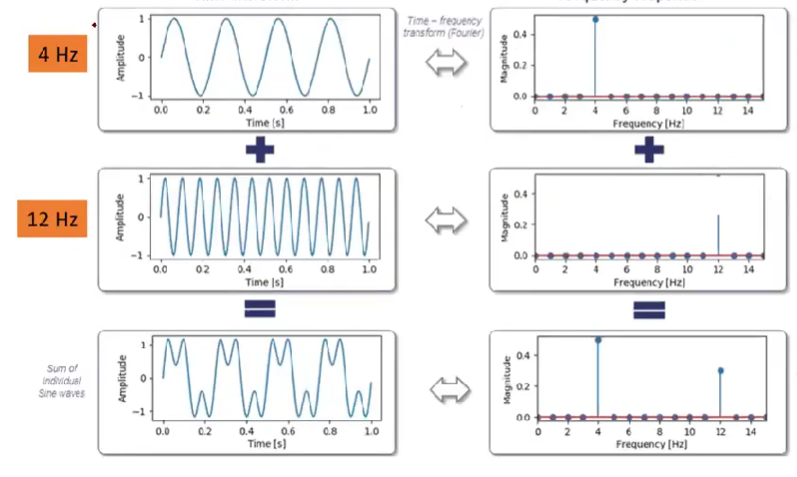 4 Hz
Amplitude
1
0
−1
0.0 0.2 0.4 0.6 0.8 1.0
Time [s]
Time – frequency
transform (Fourier)
Magnitude
0.4
0.2
0.0
0 2 4 6 8 10 12 14
Frequency [Hz]
12 Hz
Amplitude
1
0
−1
0.0 0.2 0.4 0.6 0.8 1.0
Time [s]
Magnitude
0.4
0.2
0.0
0 2 4 6 8 10 12 14
Frequency [Hz]
Sum of
individual
Sine waves
Amplitude
1
0
−1
0.0 0.2 0.4 0.6 0.8 1.0
Time [s]
Magnitude
0.4
0.2
0.0
0 2 4 6 8 10 12 14
Frequency [Hz]